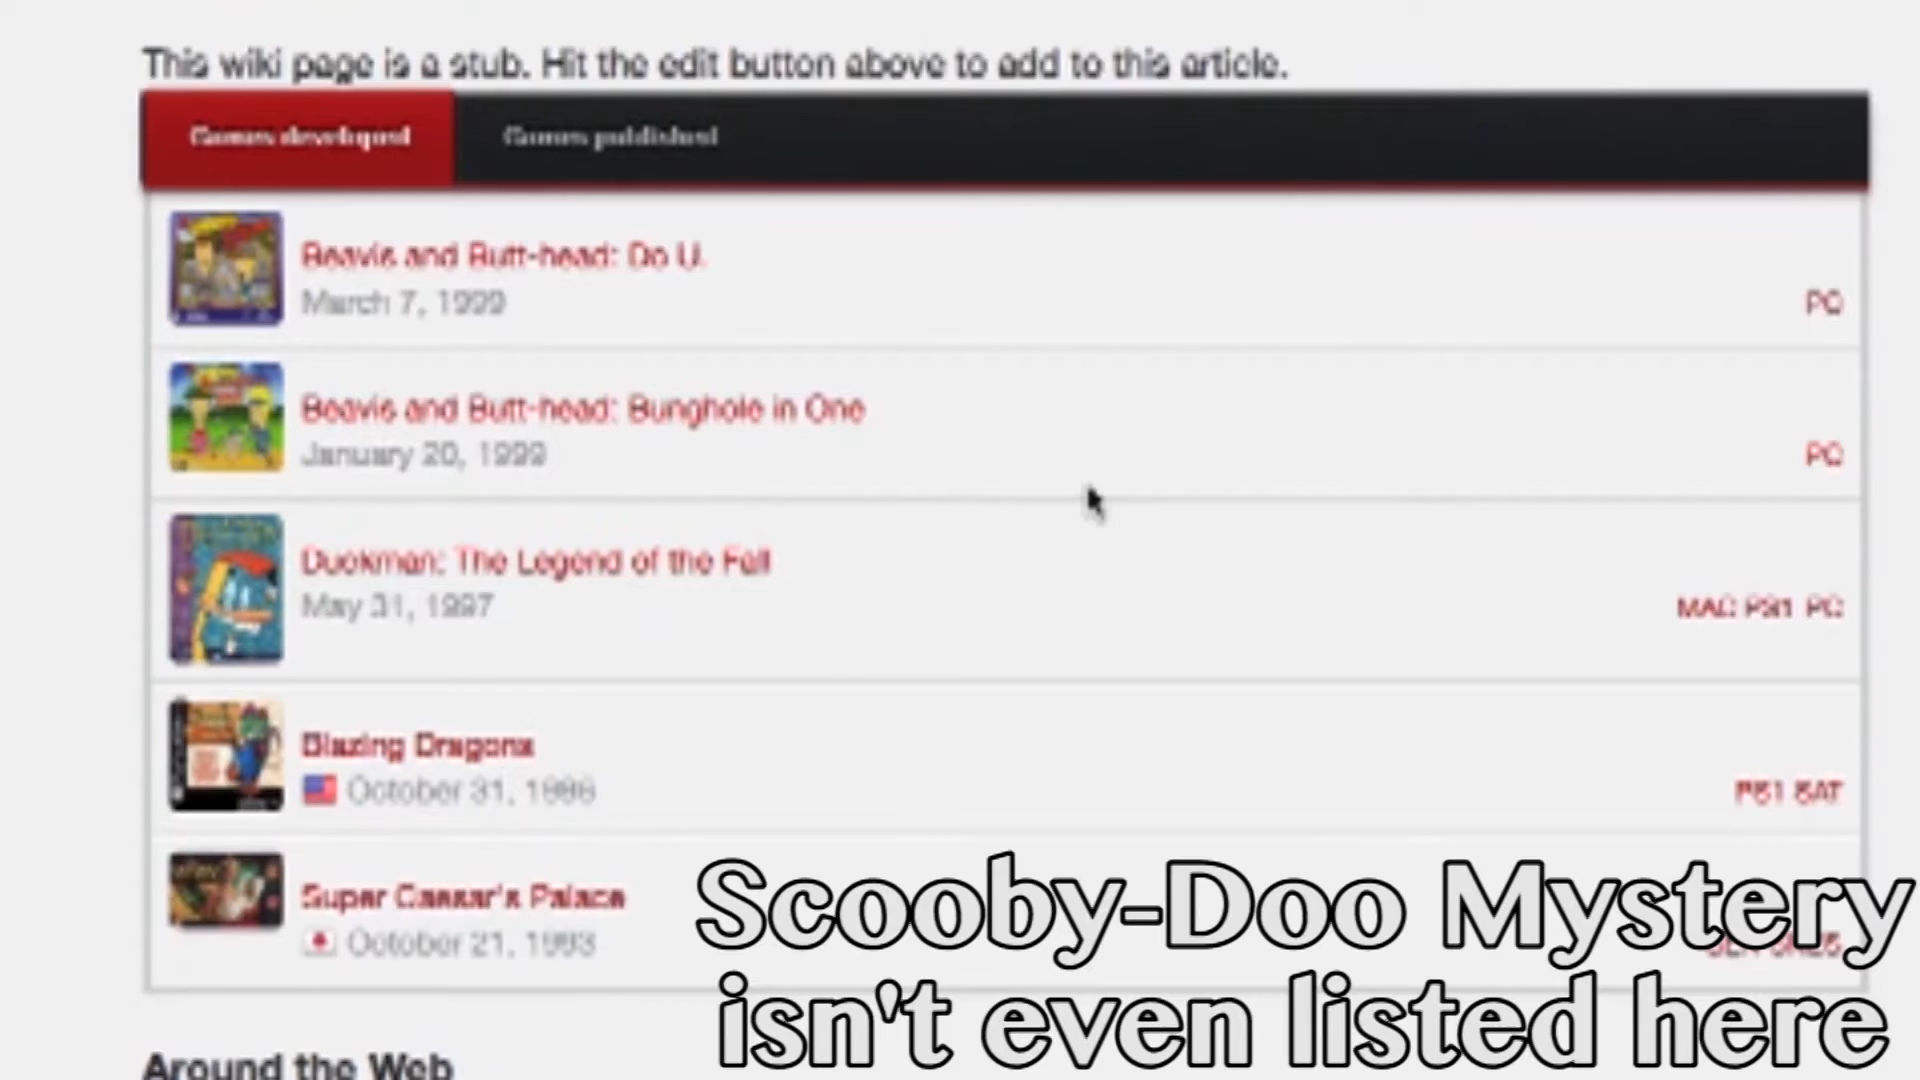 This wiki page is a stub. Hit the edit button above to add to this article.
Games developed Games published
Beavis and Butt-head: Do U.
March 7, 1999
PC
Beavis and Butt-head: Bunghole in One
January 20, 1999
PC
Duckman: The Legend of the Fall
May 31, 1997
MAC PS1 PC
Blazing Dragons
October 31, 1996
PS1 SAT
Super Caesar's Palace
October 21, 1993
Scooby-Doo Mystery
isn't even listed here
Around the Web